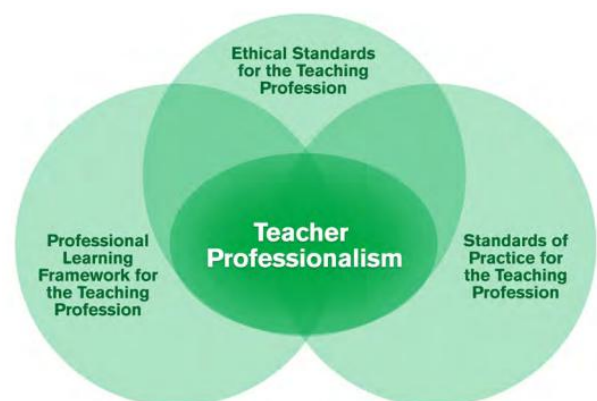 Ethical Standards
for the Teaching
Profession
Teacher
Professionalism
Professional
Learning
Framework for
the Teaching
Profession
Standards of
Practice for
the Teaching
Profession